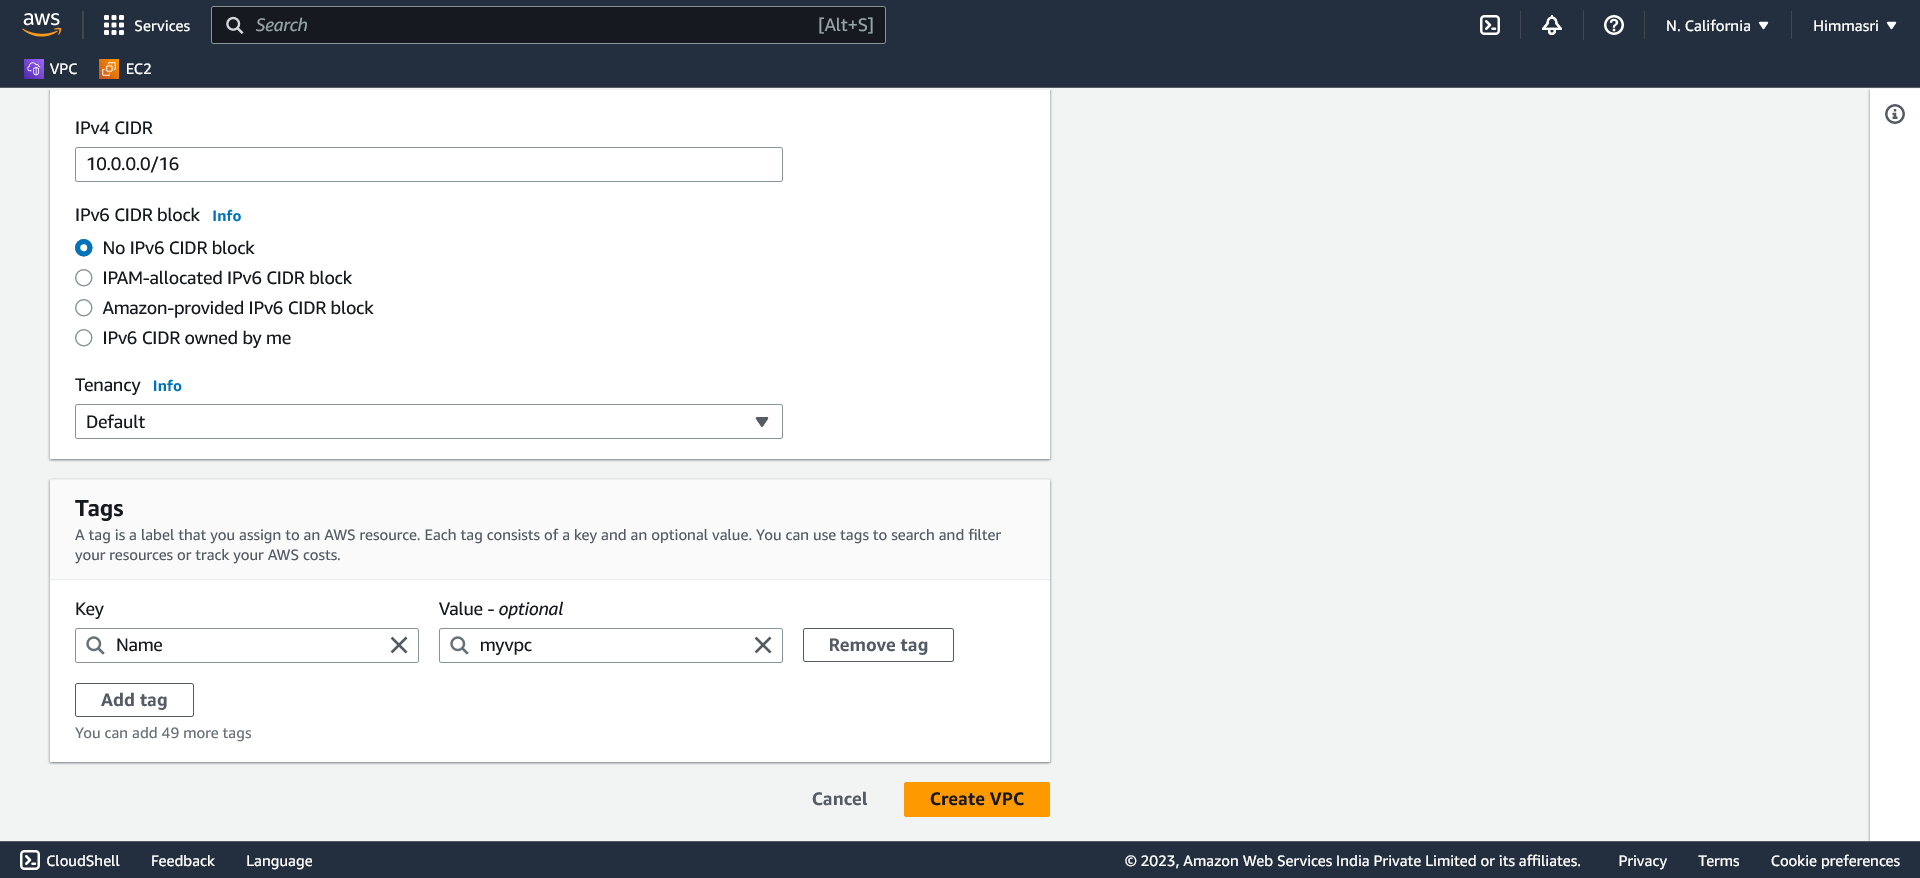 aws
Services
Search
[Alt+S]
N. California
Himmasri
VPC
EC2
IPv4 CIDR
10.0.0.0/16
IPv6 CIDR block Info
No IPv6 CIDR block
IPAM-allocated IPv6 CIDR block
Amazon-provided IPv6 CIDR block
IPv6 CIDR owned by me
Tenancy Info
Default
Tags
A tag is a label that you assign to an AWS resource. Each tag consists of a key and an optional value. You can use tags to search and filter
your resources or track your AWS costs.
Key
Value - optional
Name
myvpc
Remove tag
Add tag
You can add 49 more tags
Cancel
Create VPC
CloudShell
Feedback
Language
© 2023, Amazon Web Services India Private Limited or its affiliates.
Privacy
Terms
Cookie preferences